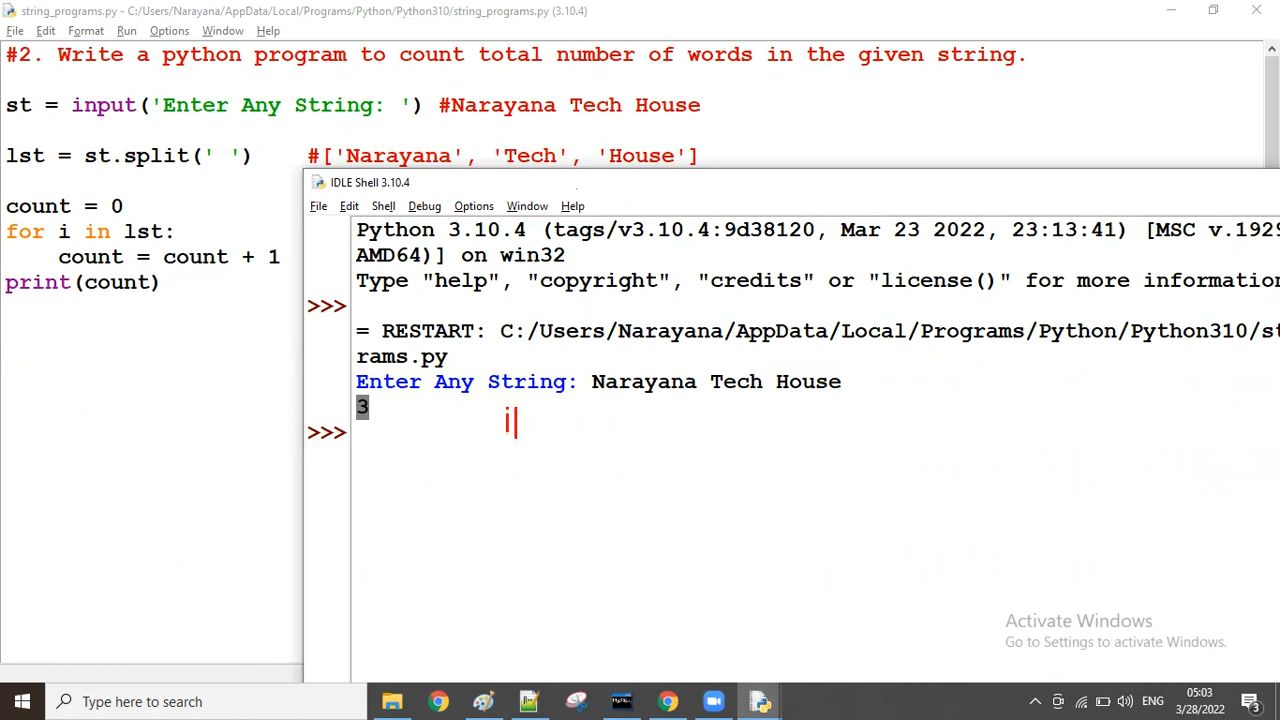 string_programs.py - C:/Users/Narayana/AppData/Local/Programs/Python/Python310/string_programs.py (3.10.4)
File Edit Format Run Options Window Help
#2. Write a python program to count total number of words in the given string.
st = input('Enter Any String: ') #Narayana Tech House
lst = st.split(' ') #['Narayana', 'Tech', 'House']
count = 0
for i in lst:
    count = count + 1
print(count)
IDLE Shell 3.10.4
File Edit Shell Debug Options Window Help
Python 3.10.4 (tags/v3.10.4:9d38120, Mar 23 2022, 23:13:41) [MSC v.1929
AMD64)] on win32
Type "help", "copyright", "credits" or "license()" for more information
>>>
= RESTART: C:/Users/Narayana/AppData/Local/Programs/Python/Python310/st
rams.py
Enter Any String: Narayana Tech House
3
i|
>>>
Activate Windows
Go to Settings to activate Windows.
Type here to search
ENG
05:03
3/28/2022
3